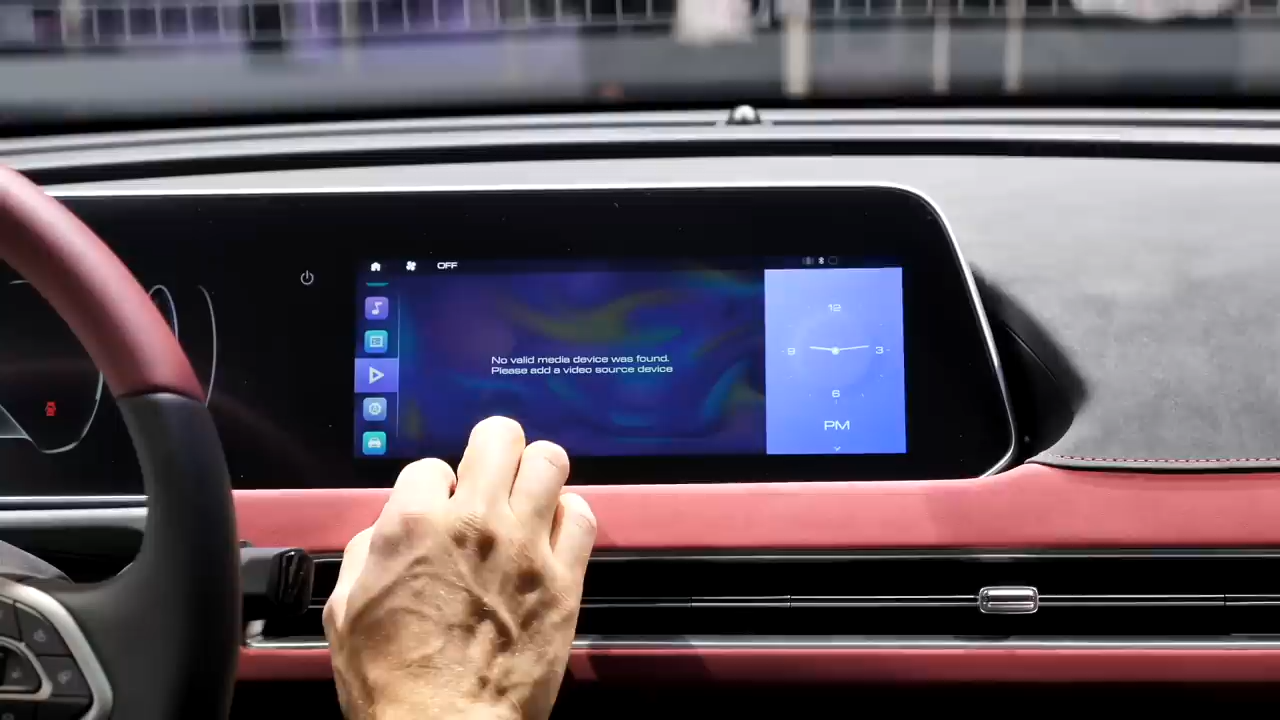 OFF
No valid media device was found.
Please add a video source device
12
9
3
6
PM